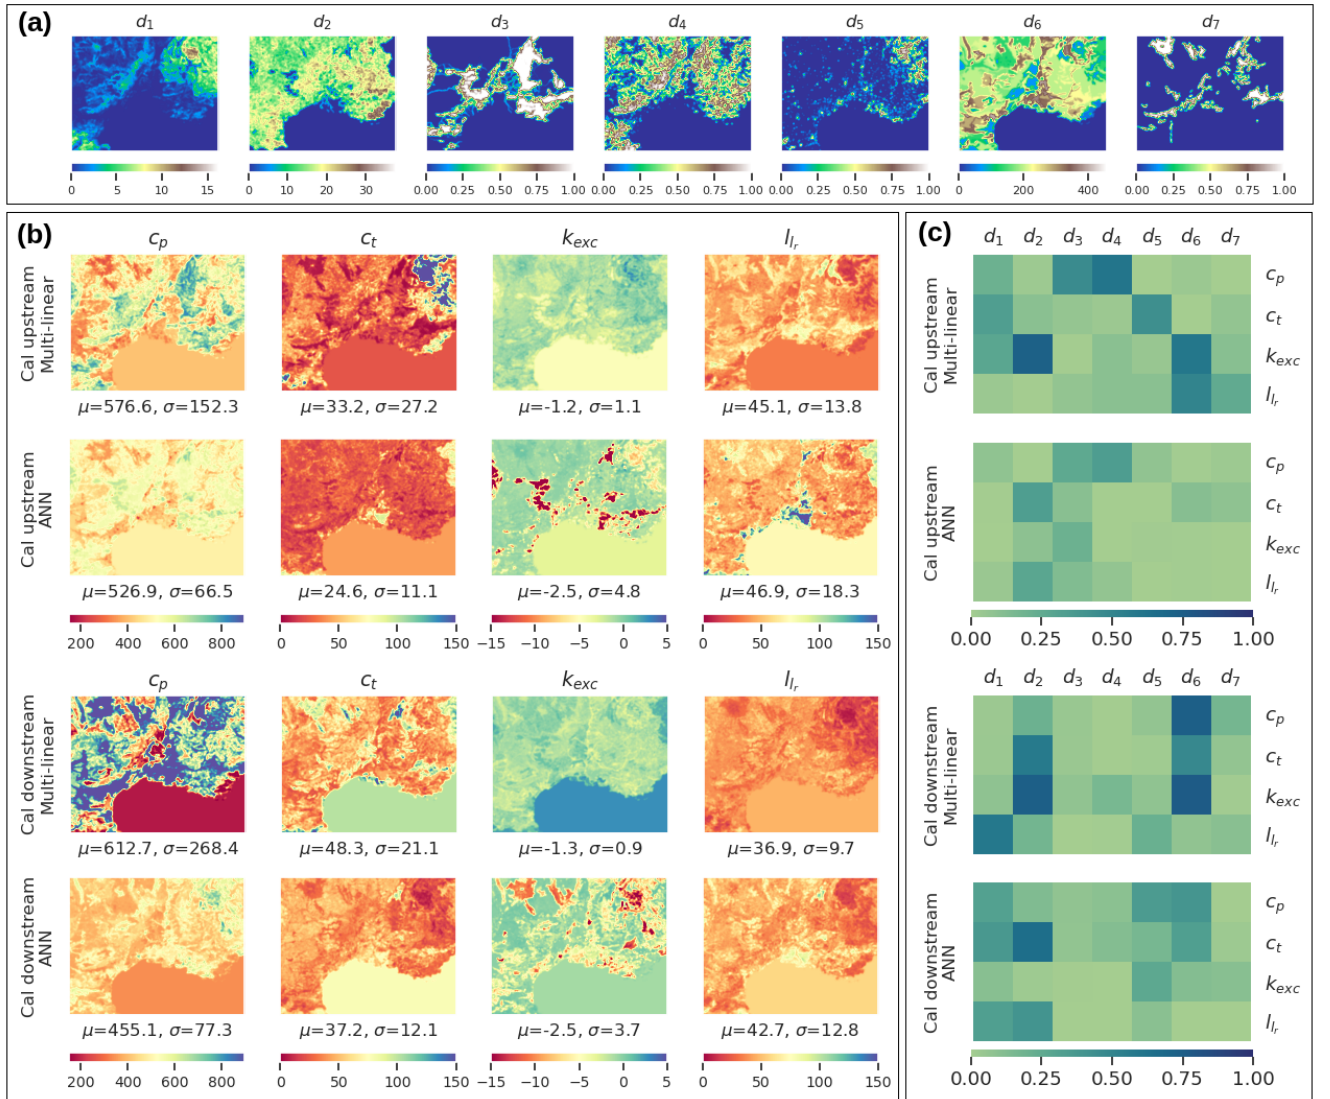 (a)
d1 d2 d3 d4 d5 d6 d7
0 5 10 15 0 10 20 30 0.00 0.25 0.50 0.75 1.00 0.00 0.25 0.50 0.75 1.00 0.00 0.25 0.50 0.75 1.00 0 200 400 0.00 0.25 0.50 0.75 1.00
(b)
cp ct kexc llr
Cal upstream
Multi-linear
μ=576.6, σ=152.3 μ=33.2, σ=27.2 μ=-1.2, σ=1.1 μ=45.1, σ=13.8
Cal upstream
ANN
μ=526.9, σ=66.5 μ=24.6, σ=11.1 μ=-2.5, σ=4.8 μ=46.9, σ=18.3
200 400 600 800 0 50 100 150 −15 −10 −5 0 5 0 50 100 150
cp ct kexc llr
Cal downstream
Multi-linear
μ=612.7, σ=268.4 μ=48.3, σ=21.1 μ=-1.3, σ=0.9 μ=36.9, σ=9.7
Cal downstream
ANN
μ=455.1, σ=77.3 μ=37.2, σ=12.1 μ=-2.5, σ=3.7 μ=42.7, σ=12.8
200 400 600 800 0 50 100 150 −15 −10 −5 0 5 0 50 100 150
(c)
d1 d2 d3 d4 d5 d6 d7
Cal upstream
Multi-linear
cp
ct
kexc
llr
Cal upstream
ANN
cp
ct
kexc
llr
0.00 0.25 0.50 0.75 1.00
d1 d2 d3 d4 d5 d6 d7
Cal downstream
Multi-linear
cp
ct
kexc
llr
Cal downstream
ANN
cp
ct
kexc
llr
0.00 0.25 0.50 0.75 1.00